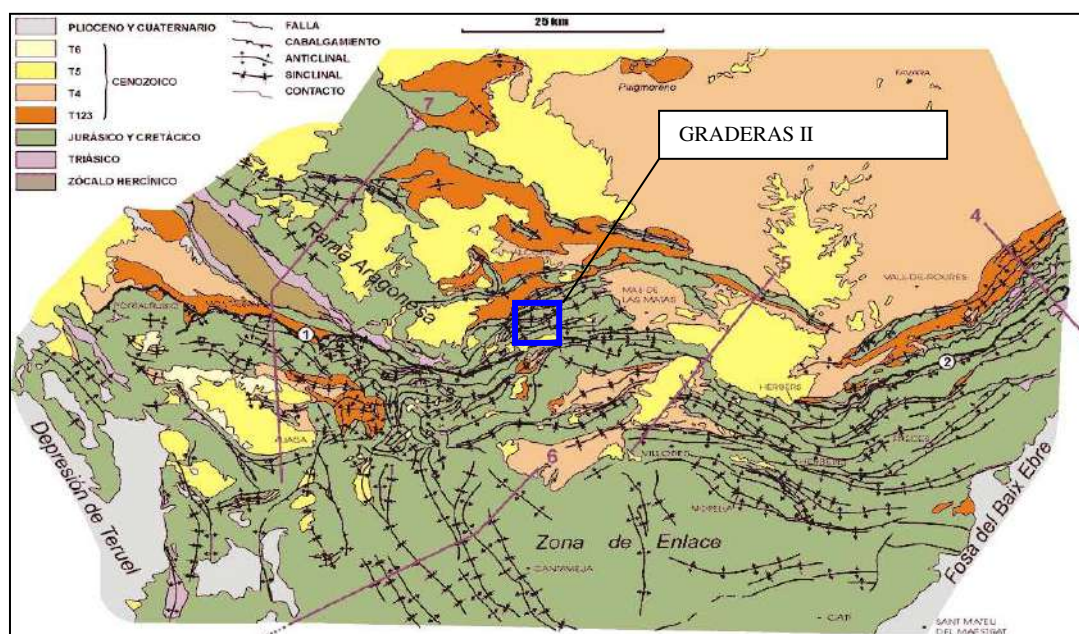 PLIOCENO Y CUATERNARIO
T6
T5
T4
T123
CENOZOICO
JURÁSICO Y CRETÁCICO
TRIÁSICO
ZÓCALO HERCÍNICO
FALLA
CABALGAMIENTO
ANTICLINAL
SINCLINAL
CONTACTO
25 km
7
Puigmoreno
GRADERAS II
Rama Aragonesa
4
5
VALL-DE-ROURES
MAS DE
LAS MATAS
1
2
HERBERS
Depresión de Teruel
6
MORELLA
Zona de Enlace
Fosa del Baix Ebre
CANTAVIEJA
CATI
SANT MATEU
DEL MAESTRAT